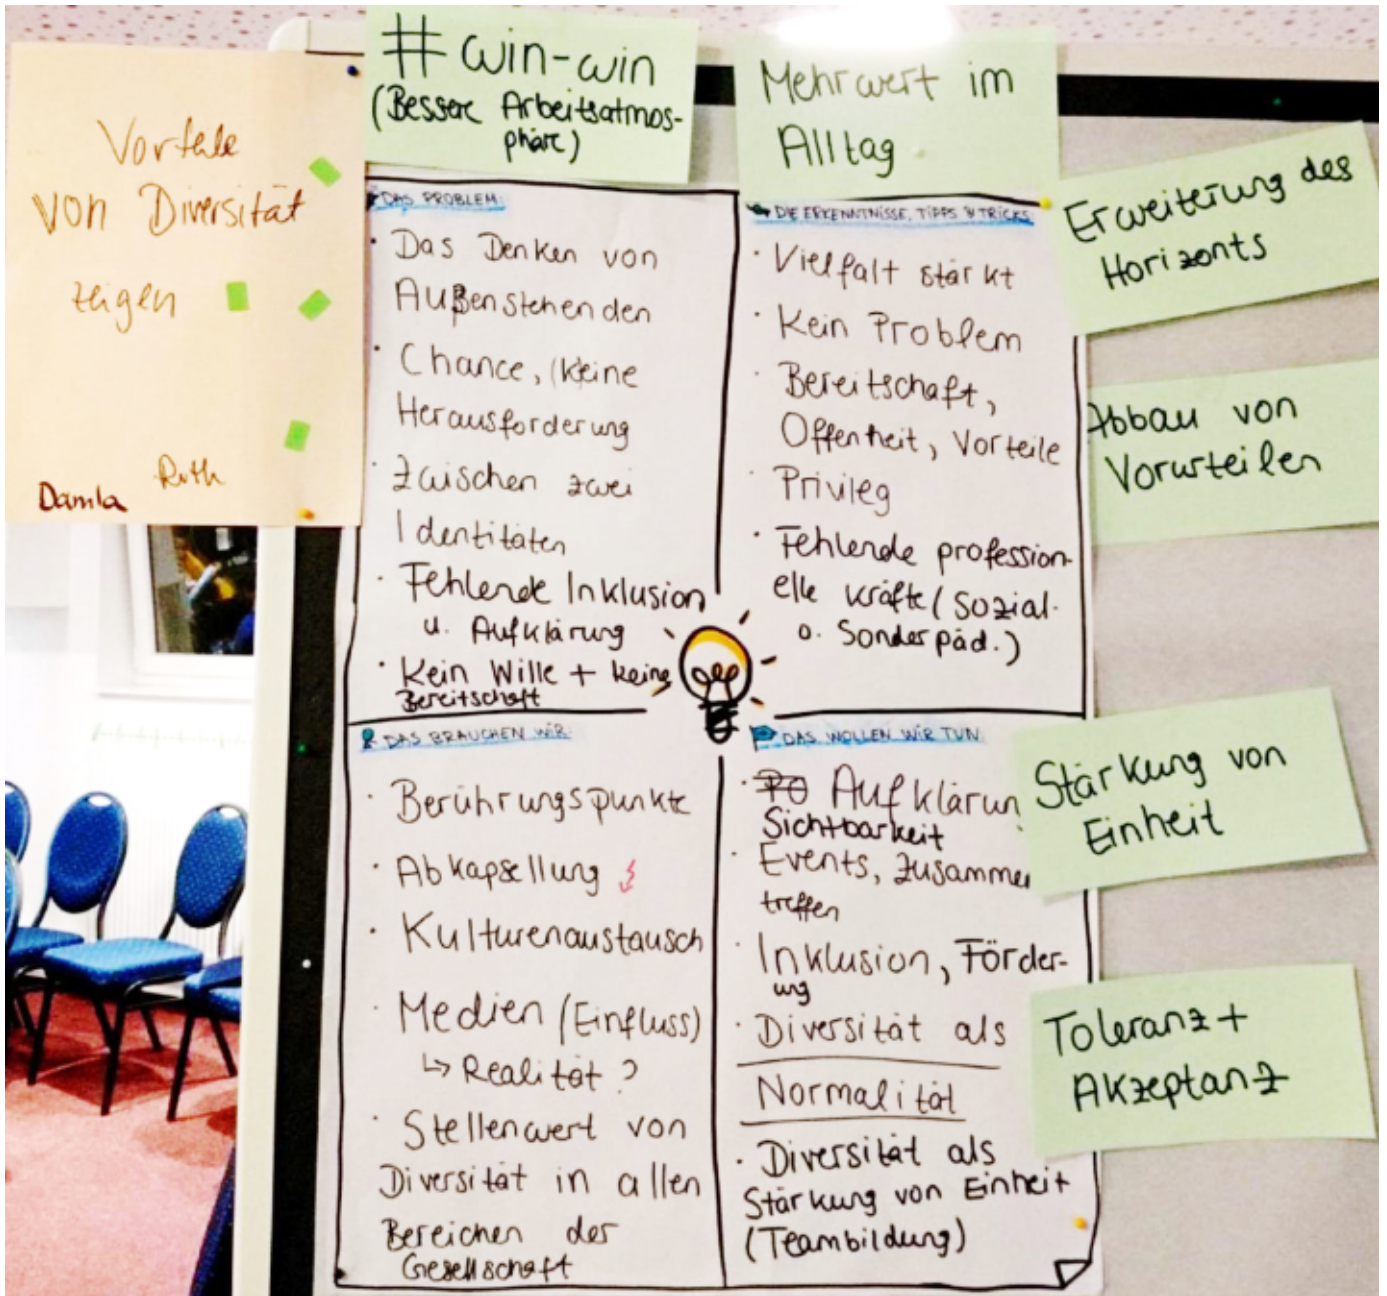 Vorteile
von Diversität
zeigen
Ruth
Damla
#win-win
(Bessere Arbeitsatmos-
phäre)
Mehrwert im
Alltag
Erweiterung des
Horizonts
Abbau von
Vorurteilen
Stärkung von
Einheit
Toleranz +
Akzeptanz
DAS PROBLEM:
· Das Denken von
Außenstehenden
· Chance, (keine
Herausforderung
· Zwischen zwei
Identitäten
· Fehlende Inklusion
u. Aufklärung
· Kein Wille + keine
Bereitschaft
DIE ERKENNTNISSE, TIPPS & TRICKS:
· Vielfalt stärkt
· Kein Problem
· Bereitschaft,
Offenheit, Vorteile
· Privileg
· Fehlende profession-
elle Kräfte (Sozial-
o. Sonderpäd.)
DAS BRAUCHEN WIR:
· Berührungspunkte
· Abkapsellung
· Kulturenaustausch
· Medien (Einfluss)
↳ Realität?
· Stellenwert von
Diversität in allen
Bereichen der
Gesellschaft
DAS WOLLEN WIR TUN:
· Aufklärun
Sichtbarkeit
· Events, Zusammen
treffen
· Inklusion, Förder-
ung
· Diversität als
Normalität
· Diversität als
Stärkung von Einheit
(Teambildung)